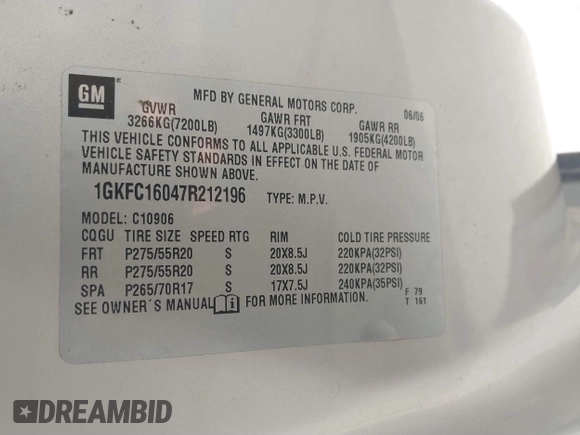 GM
MFD BY GENERAL MOTORS CORP. 06/06
GVWR GAWR FRT GAWR RR
3266KG(7200LB) 1497KG(3300LB) 1905KG(4200LB)
THIS VEHICLE CONFORMS TO ALL APPLICABLE U.S. FEDERAL MOTOR
VEHICLE SAFETY STANDARDS IN EFFECT ON THE DATE OF
MANUFACTURE SHOWN ABOVE.
1GKFC16047R212196 TYPE: M.P.V.
MODEL: C10906
CQGU TIRE SIZE SPEED RTG RIM COLD TIRE PRESSURE
FRT P275/55R20 S 20X8.5J 220KPA(32PSI)
RR P275/55R20 S 20X8.5J 220KPA(32PSI)
SPA P265/70R17 S 17X7.5J 240KPA(35PSI)
SEE OWNER´S MANUAL i FOR MORE INFORMATION.
F 79
T 161
DREAMBID